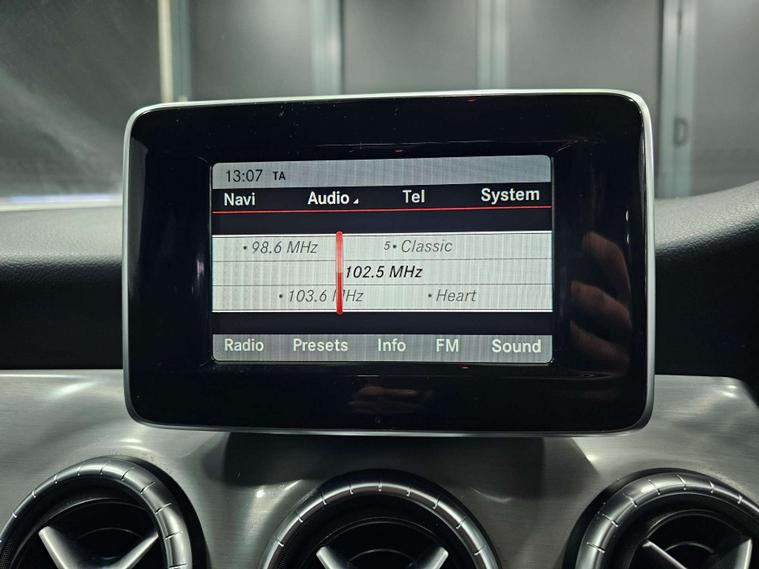 13:07 TA
Navi Audio Tel System
• 98.6 MHz 5• Classic
102.5 MHz
• 103.6 MHz • Heart
Radio Presets Info FM Sound